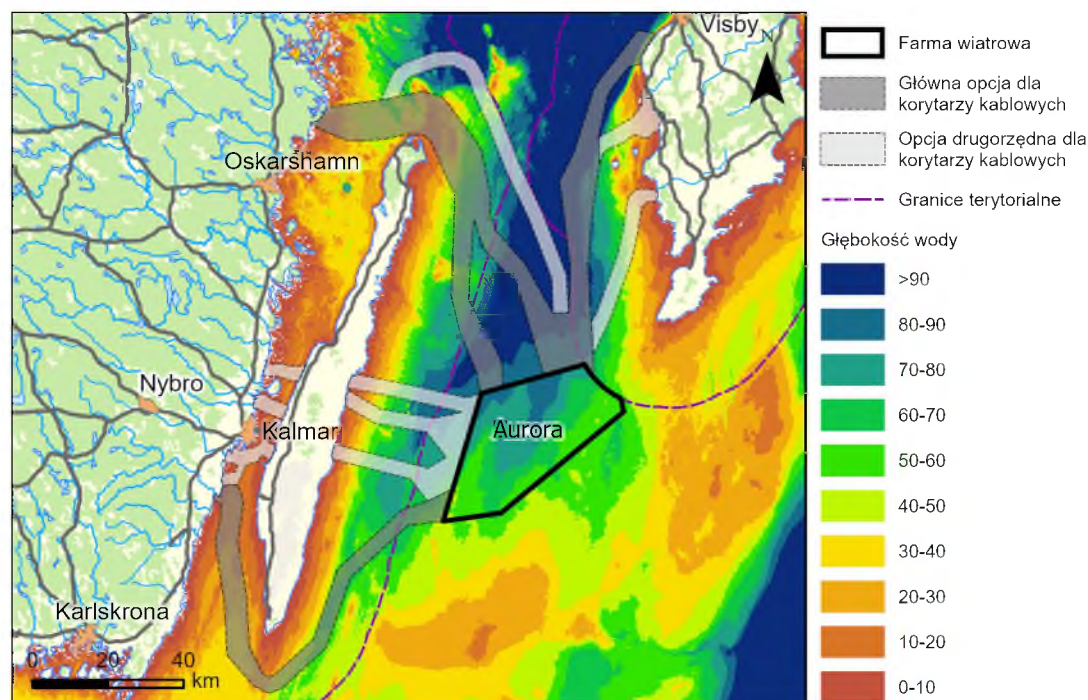 Visby
N
Oskarshamn
Nybro
Kalmar
Aurora
Karlskrona
0 20 40
km
Farma wiatrowa
Główna opcja dla
korytarzy kablowych
Opcja drugorzędna dla
korytarzy kablowych
Granice terytorialne
Głębokość wody
>90
80-90
70-80
60-70
50-60
40-50
30-40
20-30
10-20
0-10